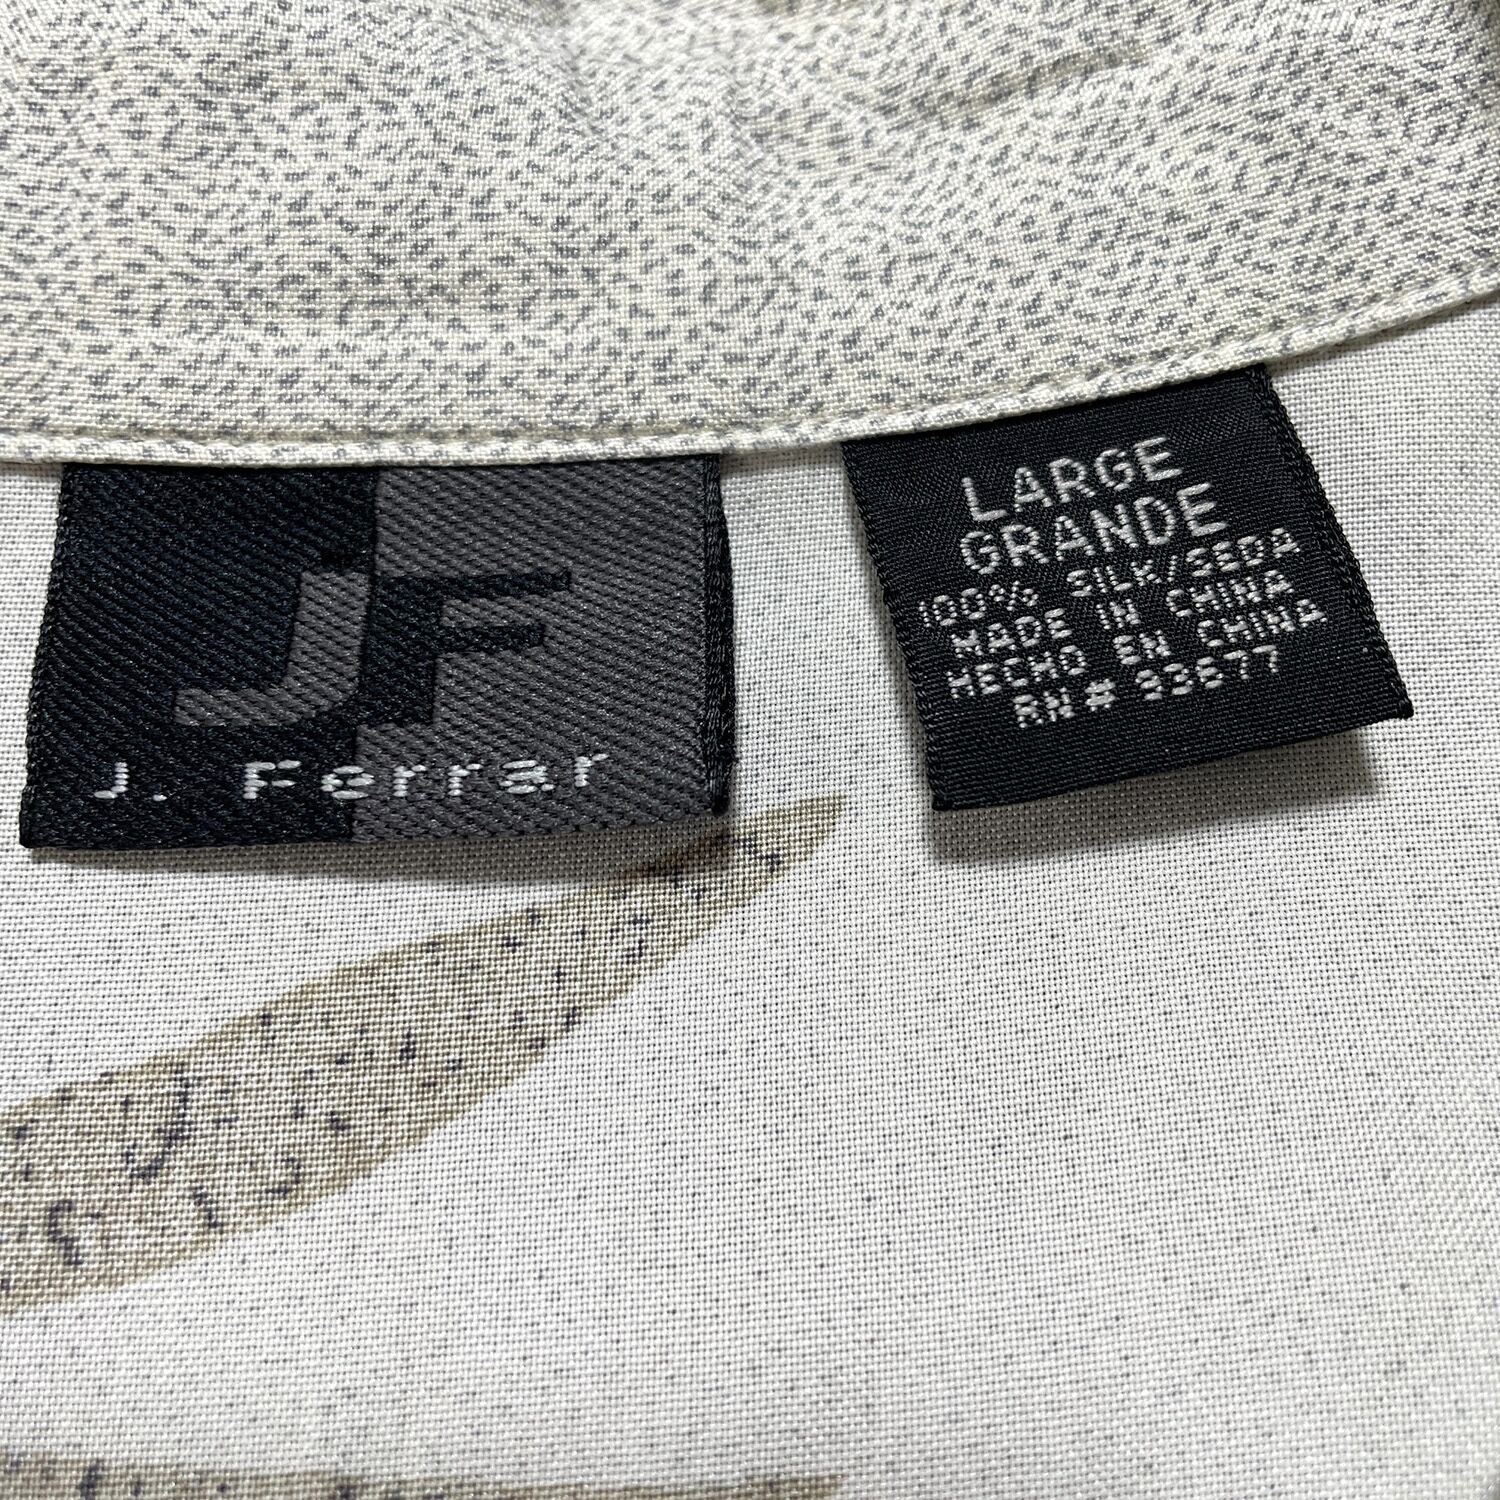 JF
J. Ferrar
LARGE
GRANDE
100% SILK/SEDA
MADE IN CHINA
HECHO EN CHINA
RN# 93677